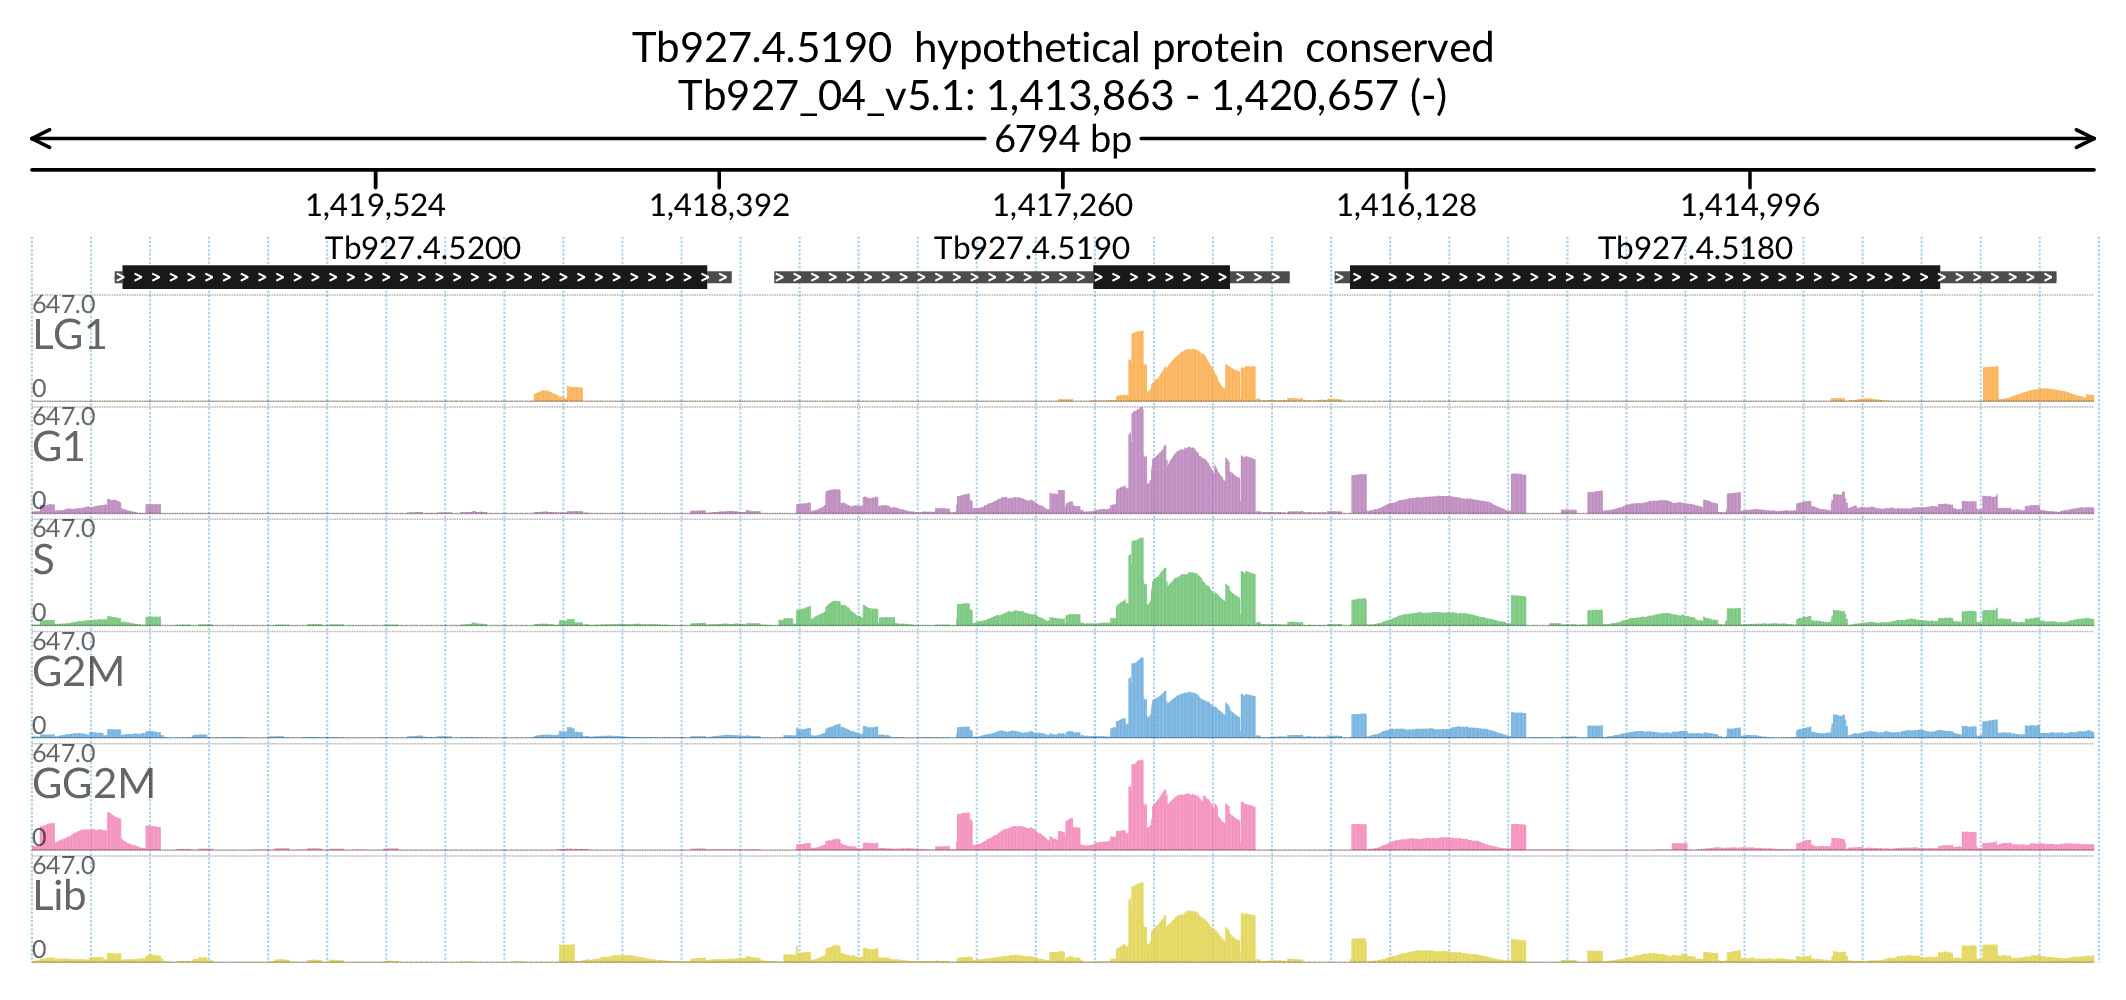 Tb927.4.5190 hypothetical protein conserved
Tb927_04_v5.1: 1,413,863 - 1,420,657 (-)
6794 bp
1,419,524 1,418,392 1,417,260 1,416,128 1,414,996
Tb927.4.5200 Tb927.4.5190 Tb927.4.5180
647.0
LG1
0
647.0
G1
0
647.0
S
0
647.0
G2M
0
647.0
GG2M
0
647.0
Lib
0